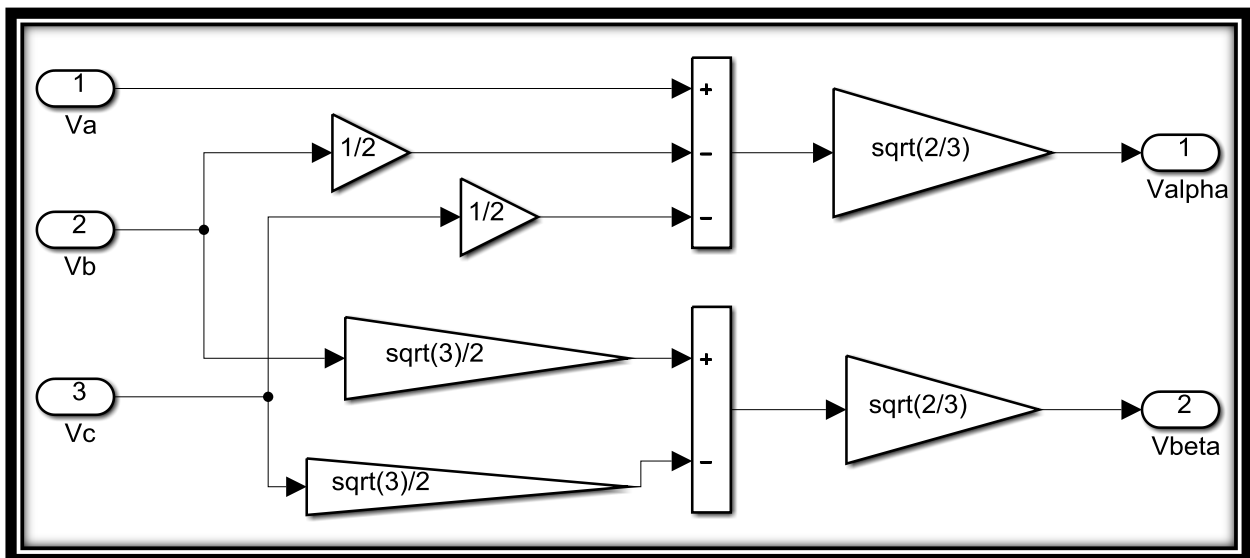 1
Va
+
1/2
−
sqrt(2/3)
1
Valpha
2
Vb
1/2
−
sqrt(3)/2
+
3
Vc
sqrt(2/3)
2
Vbeta
sqrt(3)/2
−